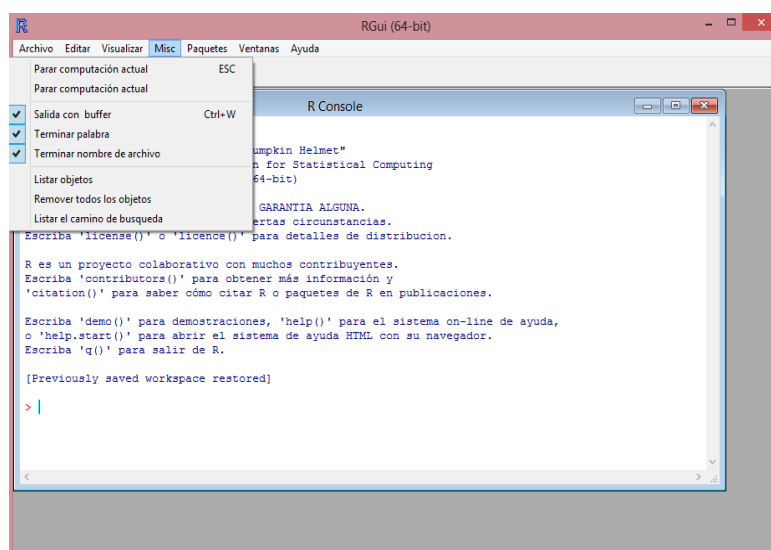 RGui (64-bit)
Archivo Editar Visualizar Misc Paquetes Ventanas Ayuda
Parar computación actual ESC
Parar computación actual
Salida con buffer Ctrl+W
Terminar palabra
Terminar nombre de archivo
Listar objetos
Remover todos los objetos
Listar el camino de busqueda
R Console
Helmet"
for Statistical Computing
64-bit)
GARANTIA ALGUNA.
circunstancias.
Escriba 'license()' o 'licence()' para detalles de distribucion.
R es un proyecto colaborativo con muchos contribuyentes.
Escriba 'contributors()' para obtener más información y
'citation()' para saber cómo citar R o paquetes de R en publicaciones.
Escriba 'demo()' para demostraciones, 'help()' para el sistema on-line de ayuda,
o 'help.start()' para abrir el sistema de ayuda HTML con su navegador.
Escriba 'q()' para salir de R.
[Previously saved workspace restored]
>